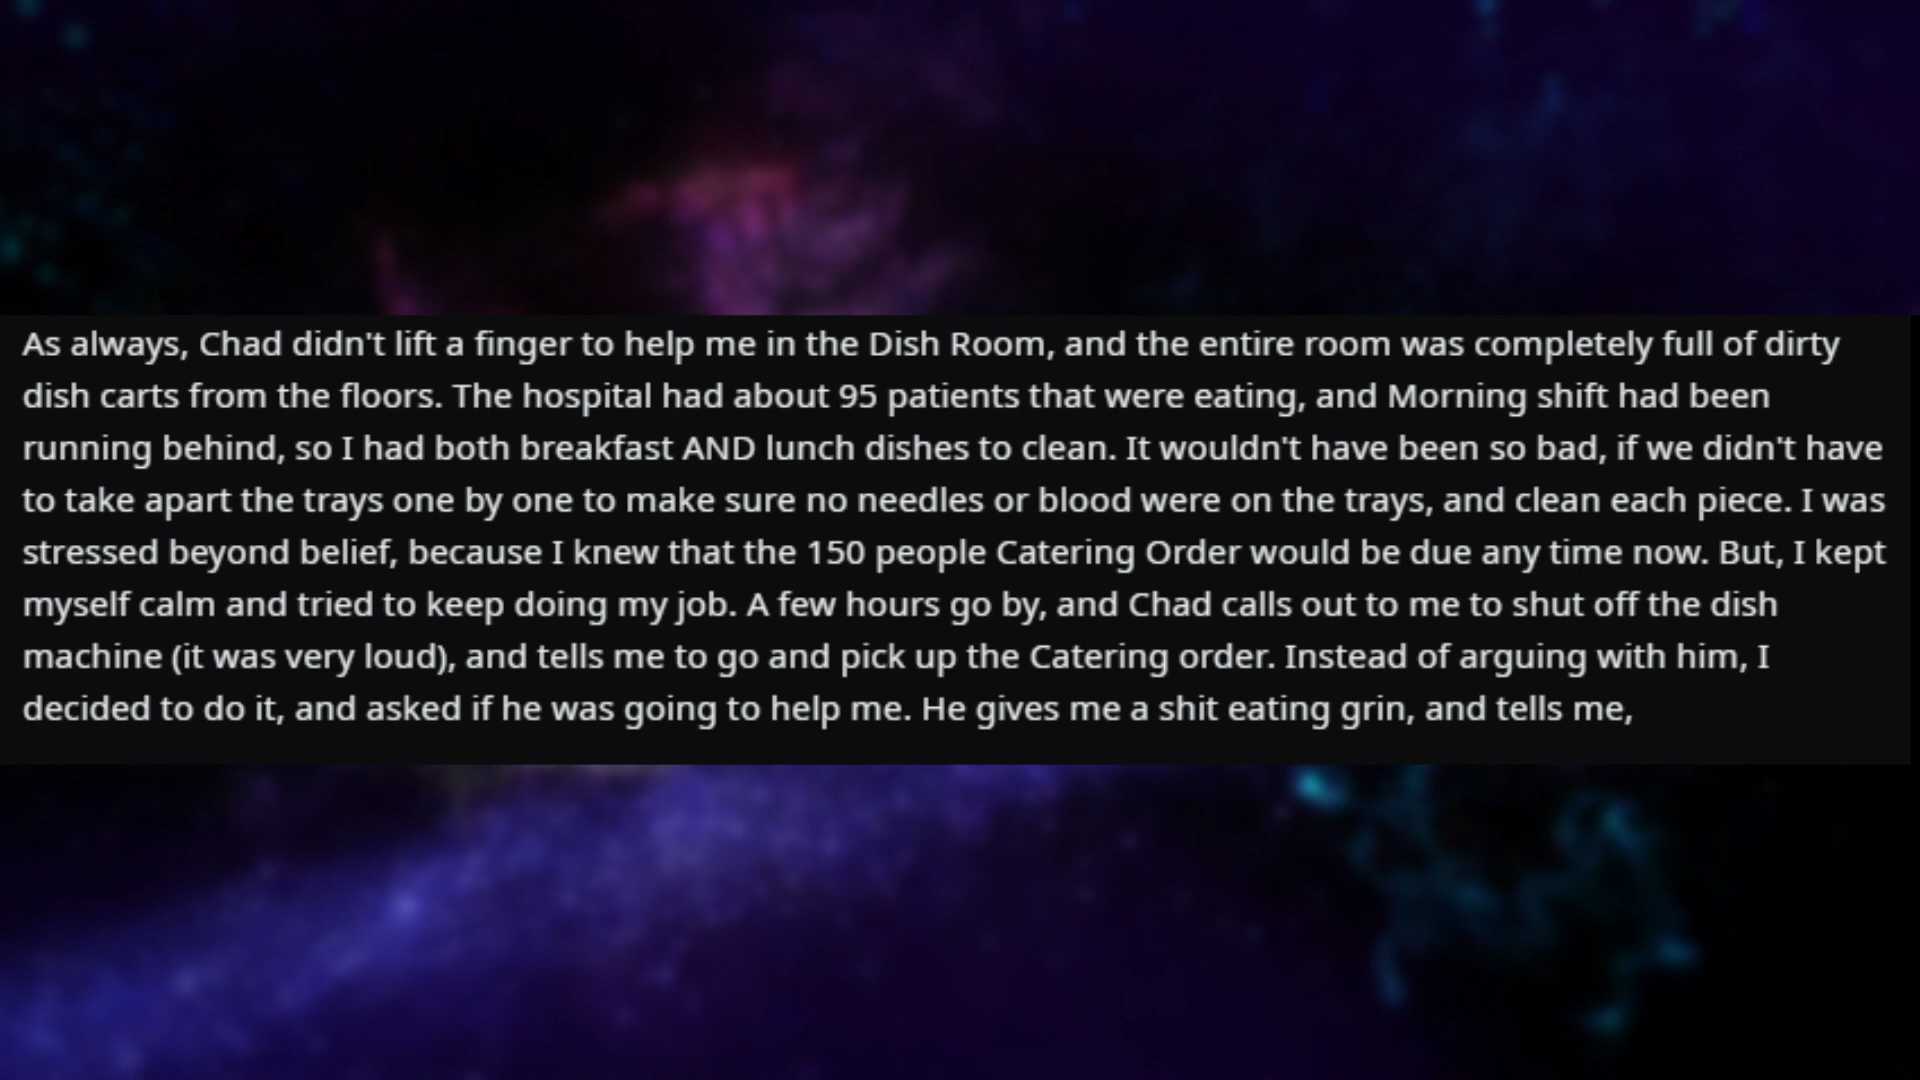 As always, Chad didn't lift a finger to help me in the Dish Room, and the entire room was completely full of dirty
dish carts from the floors. The hospital had about 95 patients that were eating, and Morning shift had been
running behind, so I had both breakfast AND lunch dishes to clean. It wouldn't have been so bad, if we didn't have
to take apart the trays one by one to make sure no needles or blood were on the trays, and clean each piece. I was
stressed beyond belief, because I knew that the 150 people Catering Order would be due any time now. But, I kept
myself calm and tried to keep doing my job. A few hours go by, and Chad calls out to me to shut off the dish
machine (it was very loud), and tells me to go and pick up the Catering order. Instead of arguing with him, I
decided to do it, and asked if he was going to help me. He gives me a shit eating grin, and tells me,